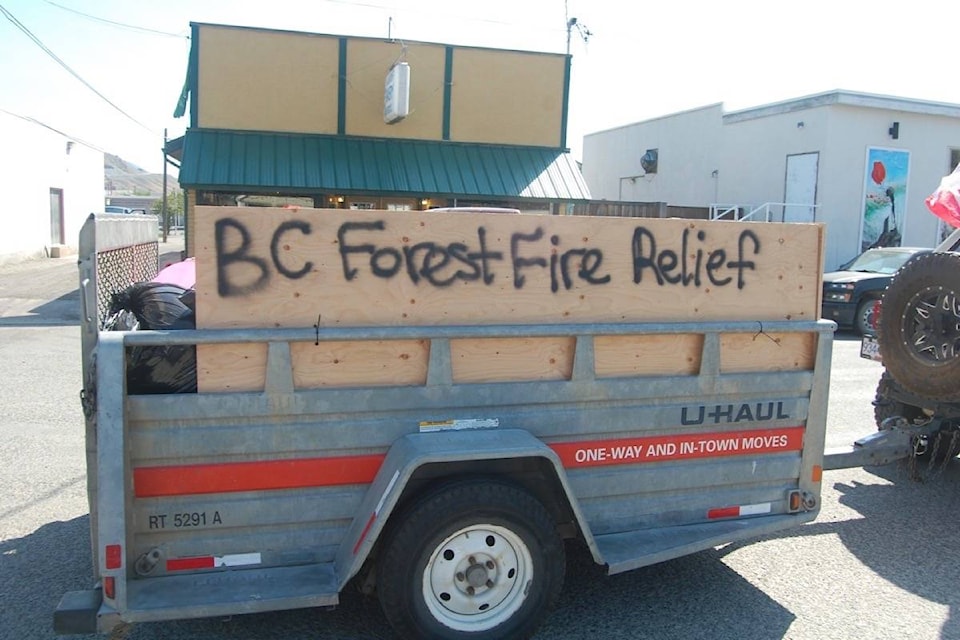 BC Forest Fire Relief
U-HAUL
ONE-WAY AND IN-TOWN MOVES
RT 5291 A